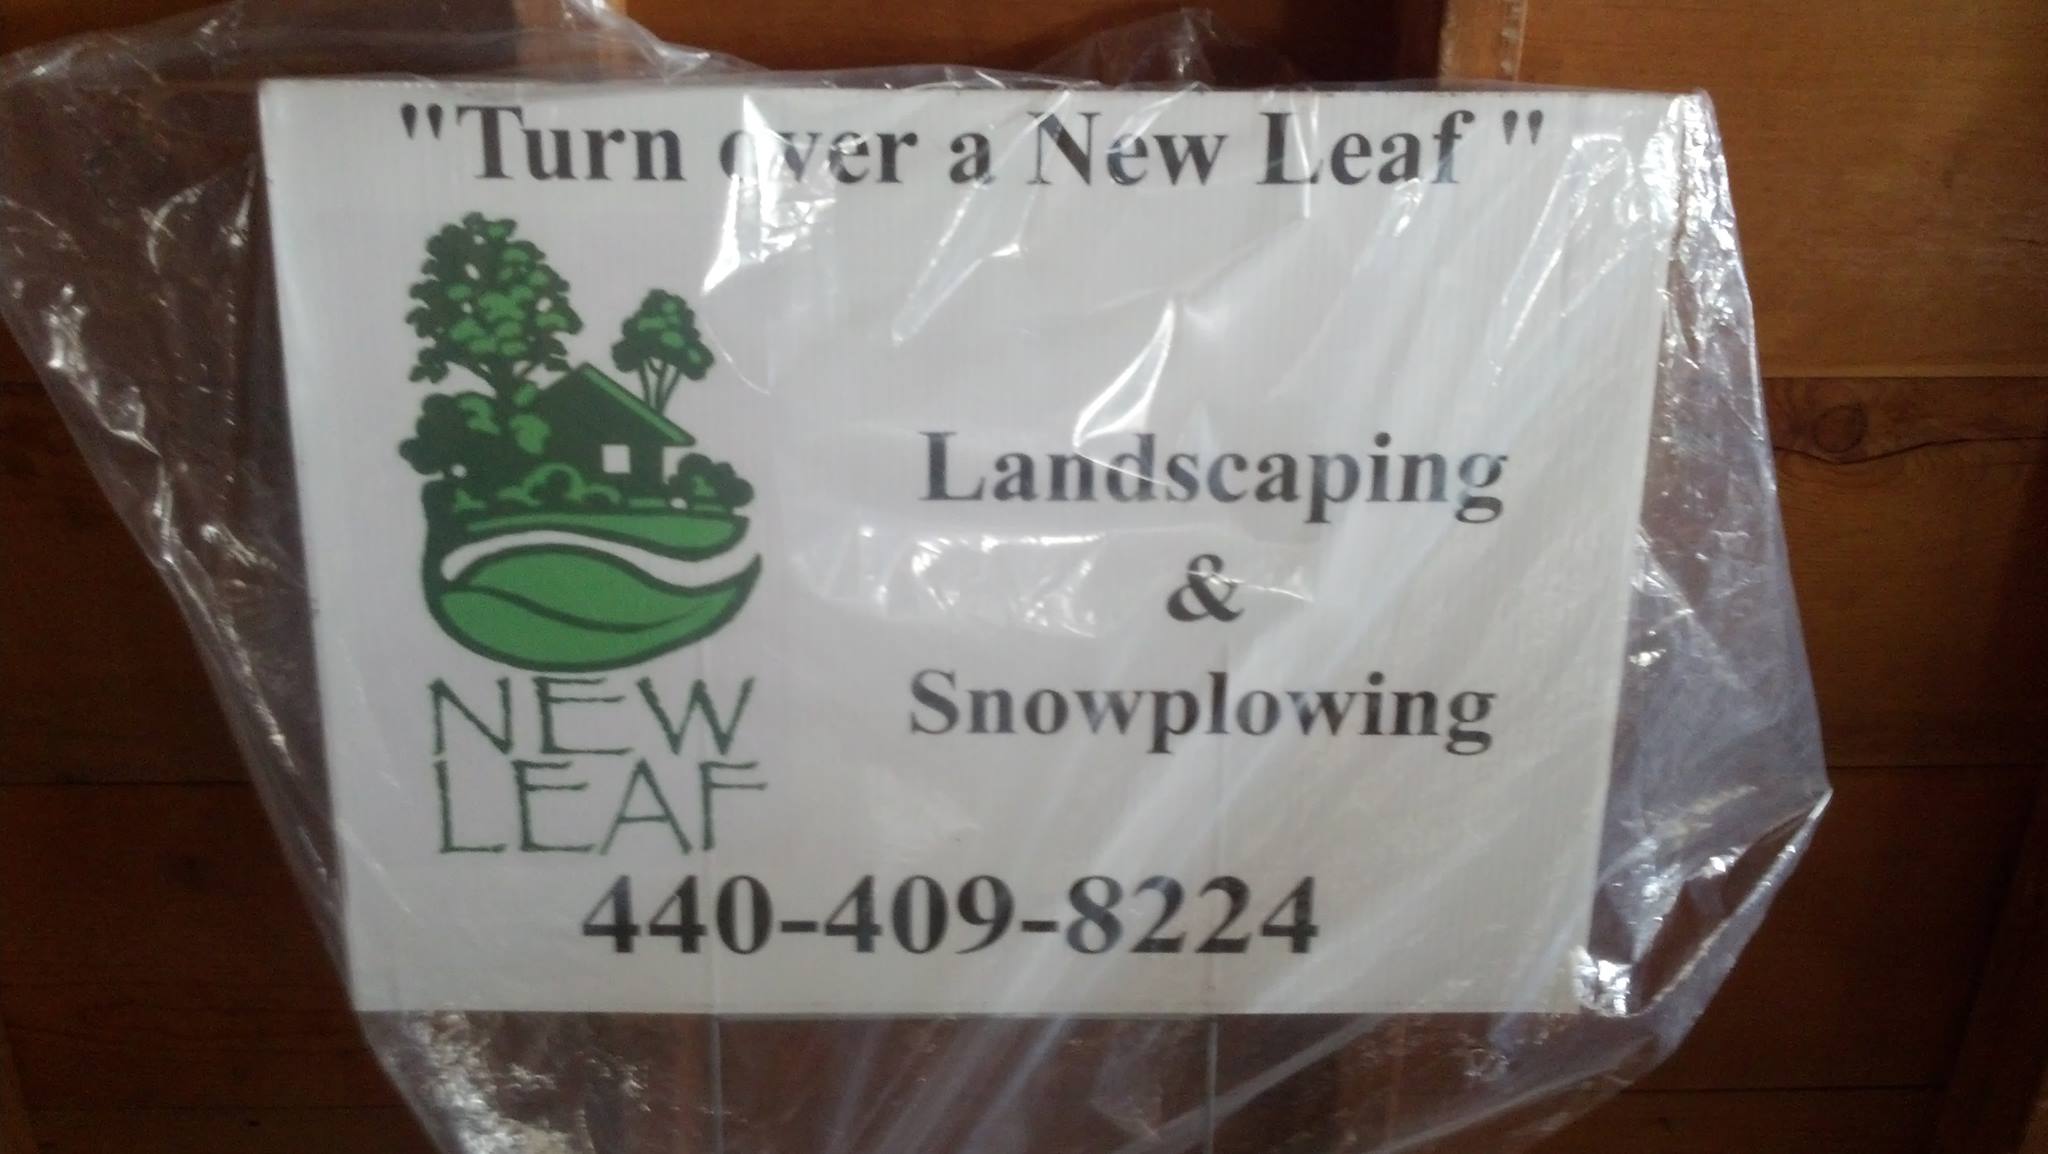 "Turn over a New Leaf "
Landscaping
&
Snowplowing
NEW
LEAF
440-409-8224